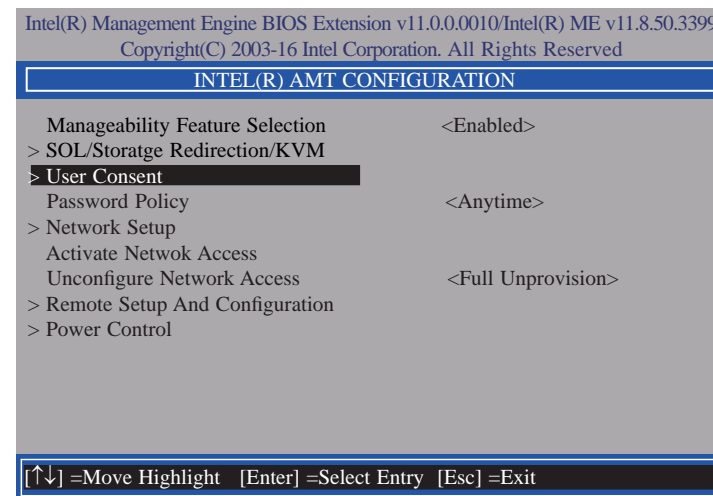 Intel(R) Management Engine BIOS Extension v11.0.0.0010/Intel(R) ME v11.8.50.3399
Copyright(C) 2003-16 Intel Corporation. All Rights Reserved
INTEL(R) AMT CONFIGURATION
Manageability Feature Selection <Enabled>
> SOL/Storatge Redirection/KVM
> User Consent
Password Policy <Anytime>
> Network Setup
Activate Netwok Access
Unconfigure Network Access <Full Unprovision>
> Remote Setup And Configuration
> Power Control
[↑↓] =Move Highlight [Enter] =Select Entry [Esc] =Exit